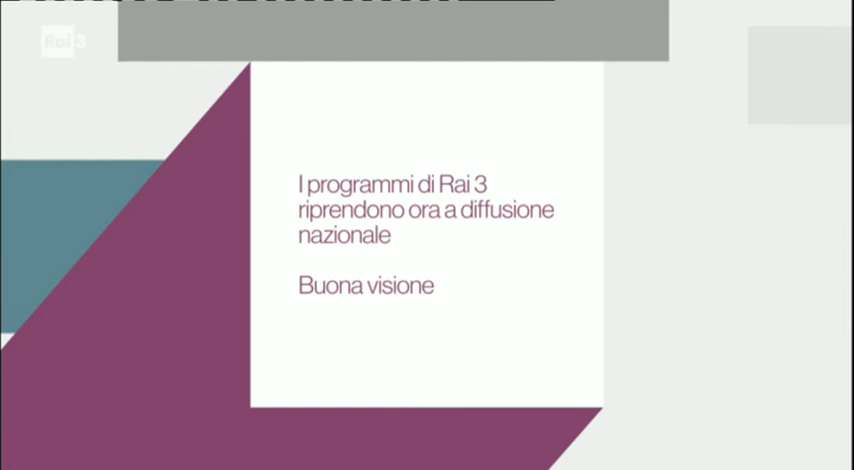 Rai 3
I programmi di Rai 3
riprendono ora a diffusione
nazionale
Buona visione